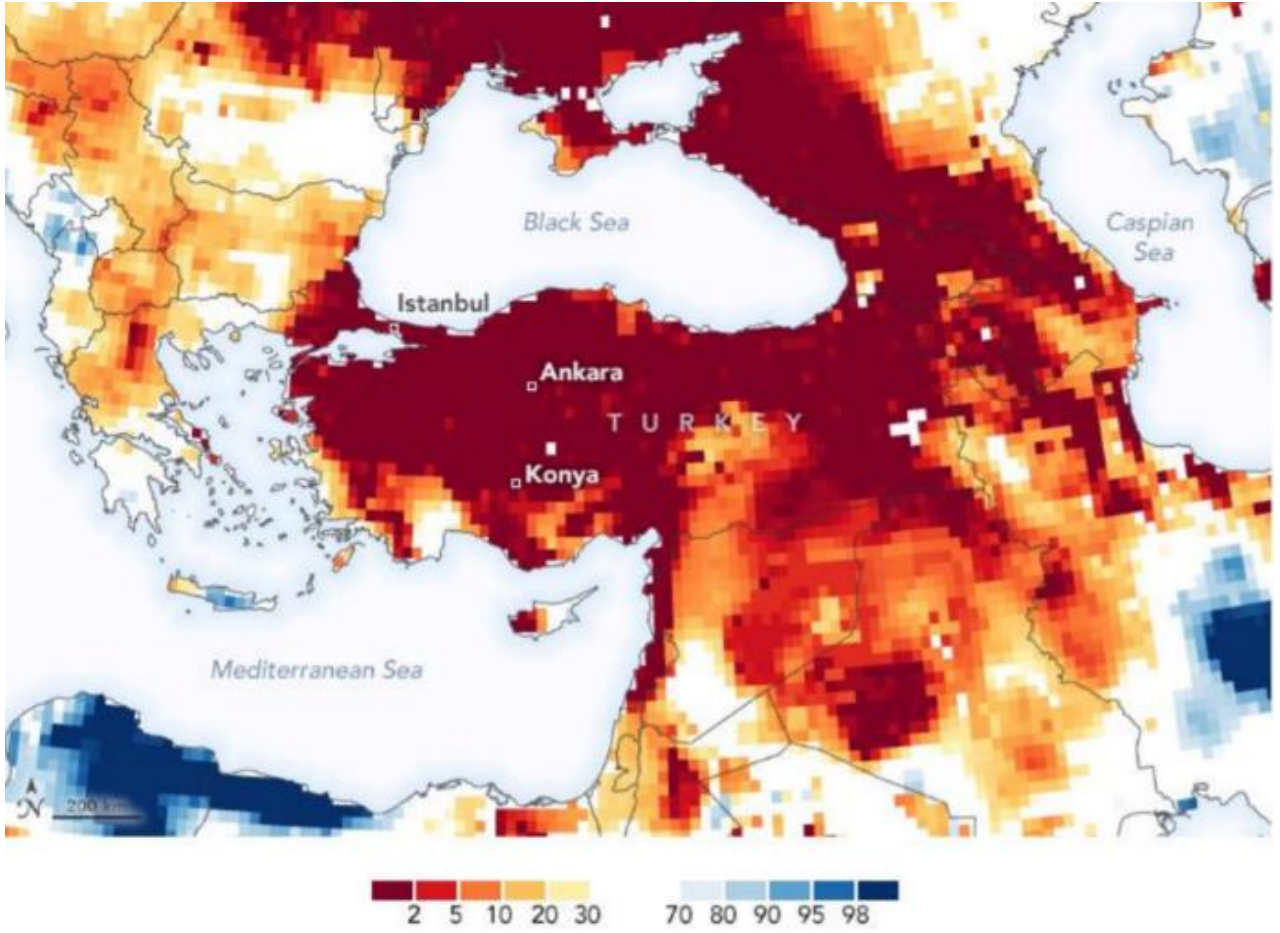 Black Sea
Caspian
Sea
Istanbul
Ankara
TURKEY
Konya
Mediterranean Sea
N
200 km
2 5 10 20 30 70 80 90 95 98